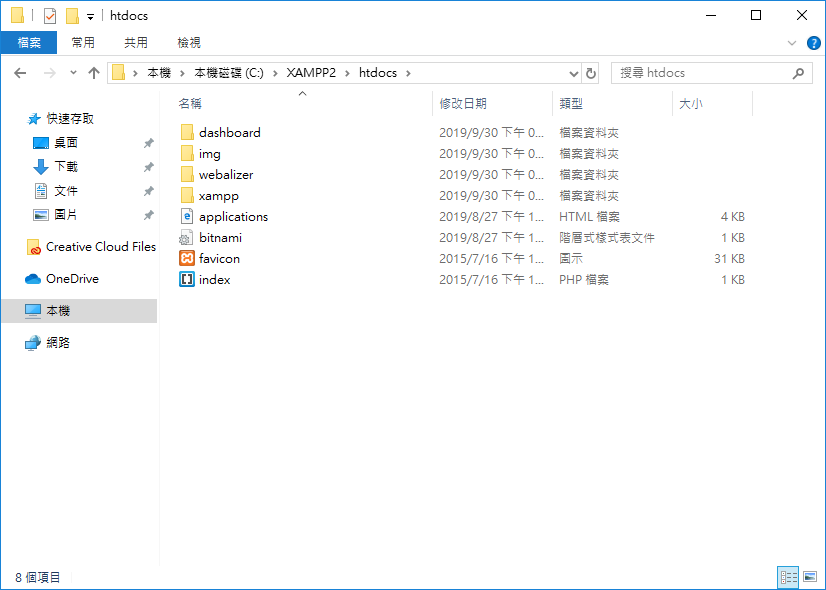 htdocs
檔案 常用 共用 檢視
本機 本機磁碟 (C:) XAMPP2 htdocs 搜尋 htdocs
名稱 修改日期 類型 大小
快速存取
桌面
下載
文件
圖片
Creative Cloud Files
OneDrive
本機
網路
dashboard 2019/9/30 下午 0... 檔案資料夾
img 2019/9/30 下午 0... 檔案資料夾
webalizer 2019/9/30 下午 0... 檔案資料夾
xampp 2019/9/30 下午 0... 檔案資料夾
applications 2019/8/27 下午 1... HTML 檔案 4 KB
bitnami 2019/8/27 下午 1... 階層式樣式表文件 1 KB
favicon 2015/7/16 下午 1... 圖示 31 KB
index 2015/7/16 下午 1... PHP 檔案 1 KB
8 個項目